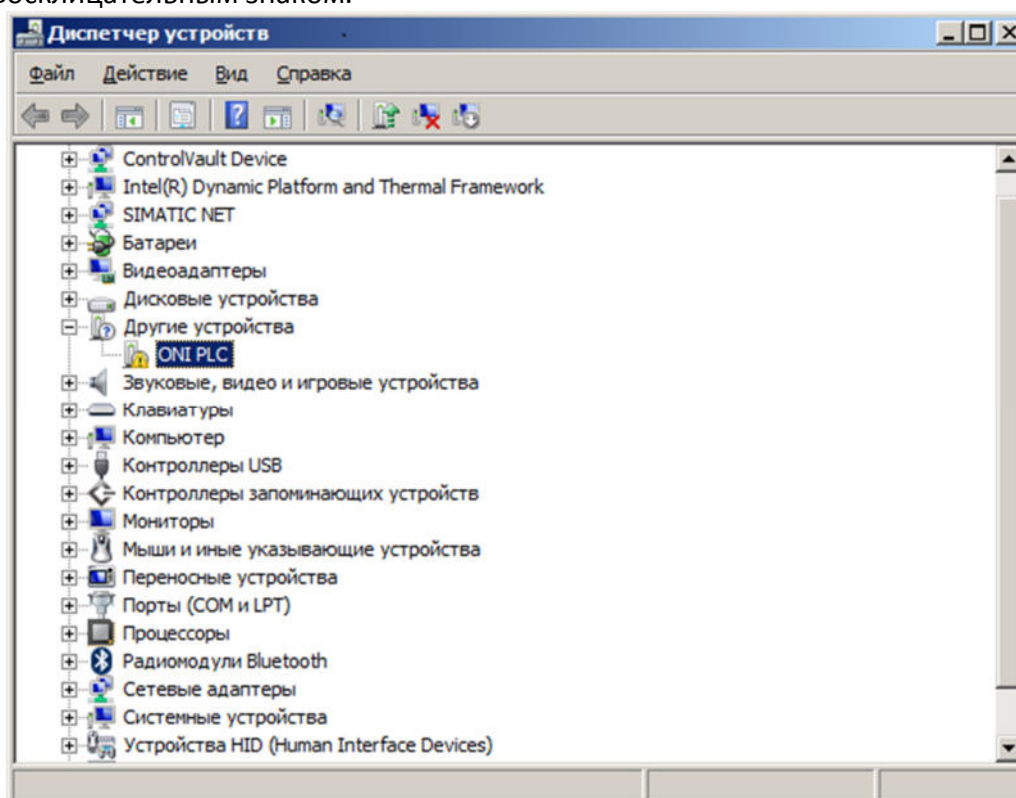 восклицательным знаком.
Диспетчер устройств
Файл Действие Вид Справка
ControlVault Device
Intel(R) Dynamic Platform and Thermal Framework
SIMATIC NET
Батареи
Видеоадаптеры
Дисковые устройства
Другие устройства
ONI PLC
Звуковые, видео и игровые устройства
Клавиатуры
Компьютер
Контроллеры USB
Контроллеры запоминающих устройств
Мониторы
Мыши и иные указывающие устройства
Переносные устройства
Порты (COM и LPT)
Процессоры
Радиомодули Bluetooth
Сетевые адаптеры
Системные устройства
Устройства HID (Human Interface Devices)